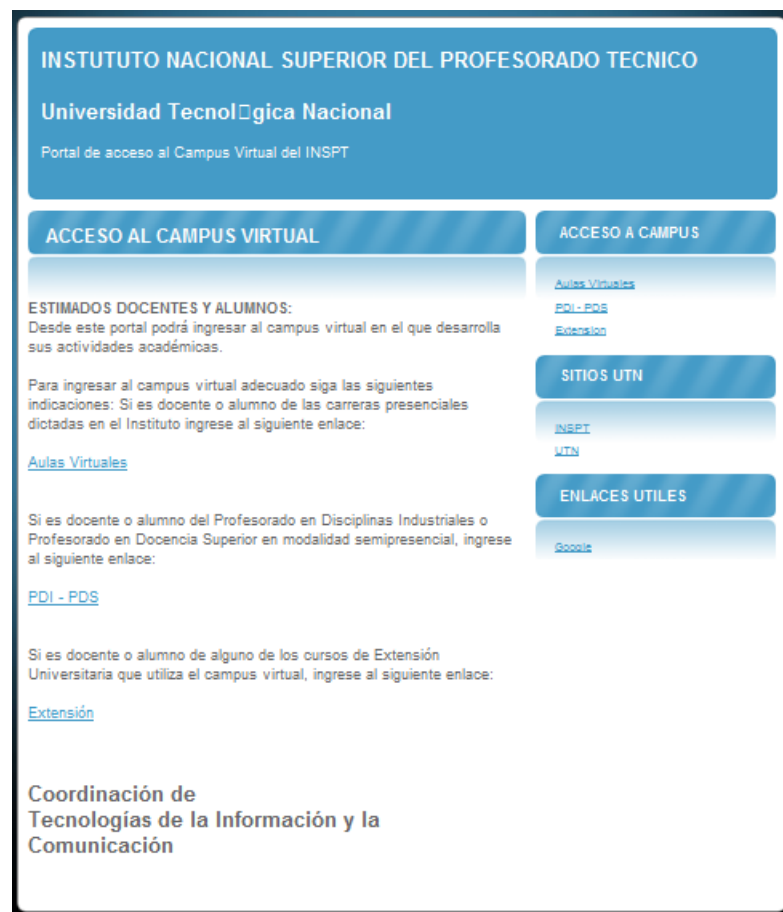 INSTUTUTO NACIONAL SUPERIOR DEL PROFESORADO TECNICO
Universidad Tecnol□gica Nacional
Portal de acceso al Campus Virtual del INSPT
ACCESO AL CAMPUS VIRTUAL
ESTIMADOS DOCENTES Y ALUMNOS:
Desde este portal podrá ingresar al campus virtual en el que desarrolla
sus actividades académicas.
Para ingresar al campus virtual adecuado siga las siguientes
indicaciones: Si es docente o alumno de las carreras presenciales
dictadas en el Instituto ingrese al siguiente enlace:
Aulas Virtuales
Si es docente o alumno del Profesorado en Disciplinas Industriales o
Profesorado en Docencia Superior en modalidad semipresencial, ingrese
al siguiente enlace:
PDI - PDS
Si es docente o alumno de alguno de los cursos de Extensión
Universitaria que utiliza el campus virtual, ingrese al siguiente enlace:
Extensión
Coordinación de
Tecnologías de la Información y la
Comunicación
ACCESO A CAMPUS
Aulas Virtuales
PDI - PDS
Extension
SITIOS UTN
INSPT
UTN
ENLACES UTILES
Google